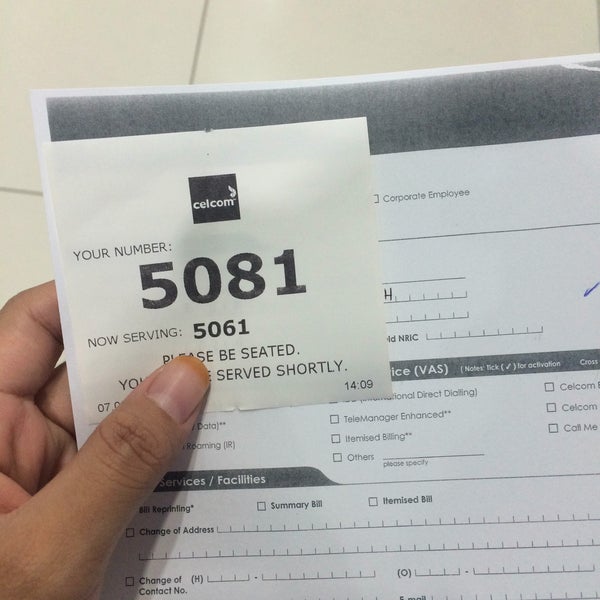 celcom
YOUR NUMBER:
5081
NOW SERVING: 5061
PLEASE BE SEATED.
SERVED SHORTLY.
14:09
Corporate Employee
H
NRIC
(VAS) (Notes: Tick (✓) for activation Cross
(International Direct Dialling)
TeleManager Enhanced**
Itemised Billing**
Others
please specify
Celcom
Celcom
Call Me
Data)**
Roaming (IR)
Services / Facilities
Bill Reprinting* Summary Bill Itemised Bill
Change of Address
Change of Contact No. (H) - (O) -